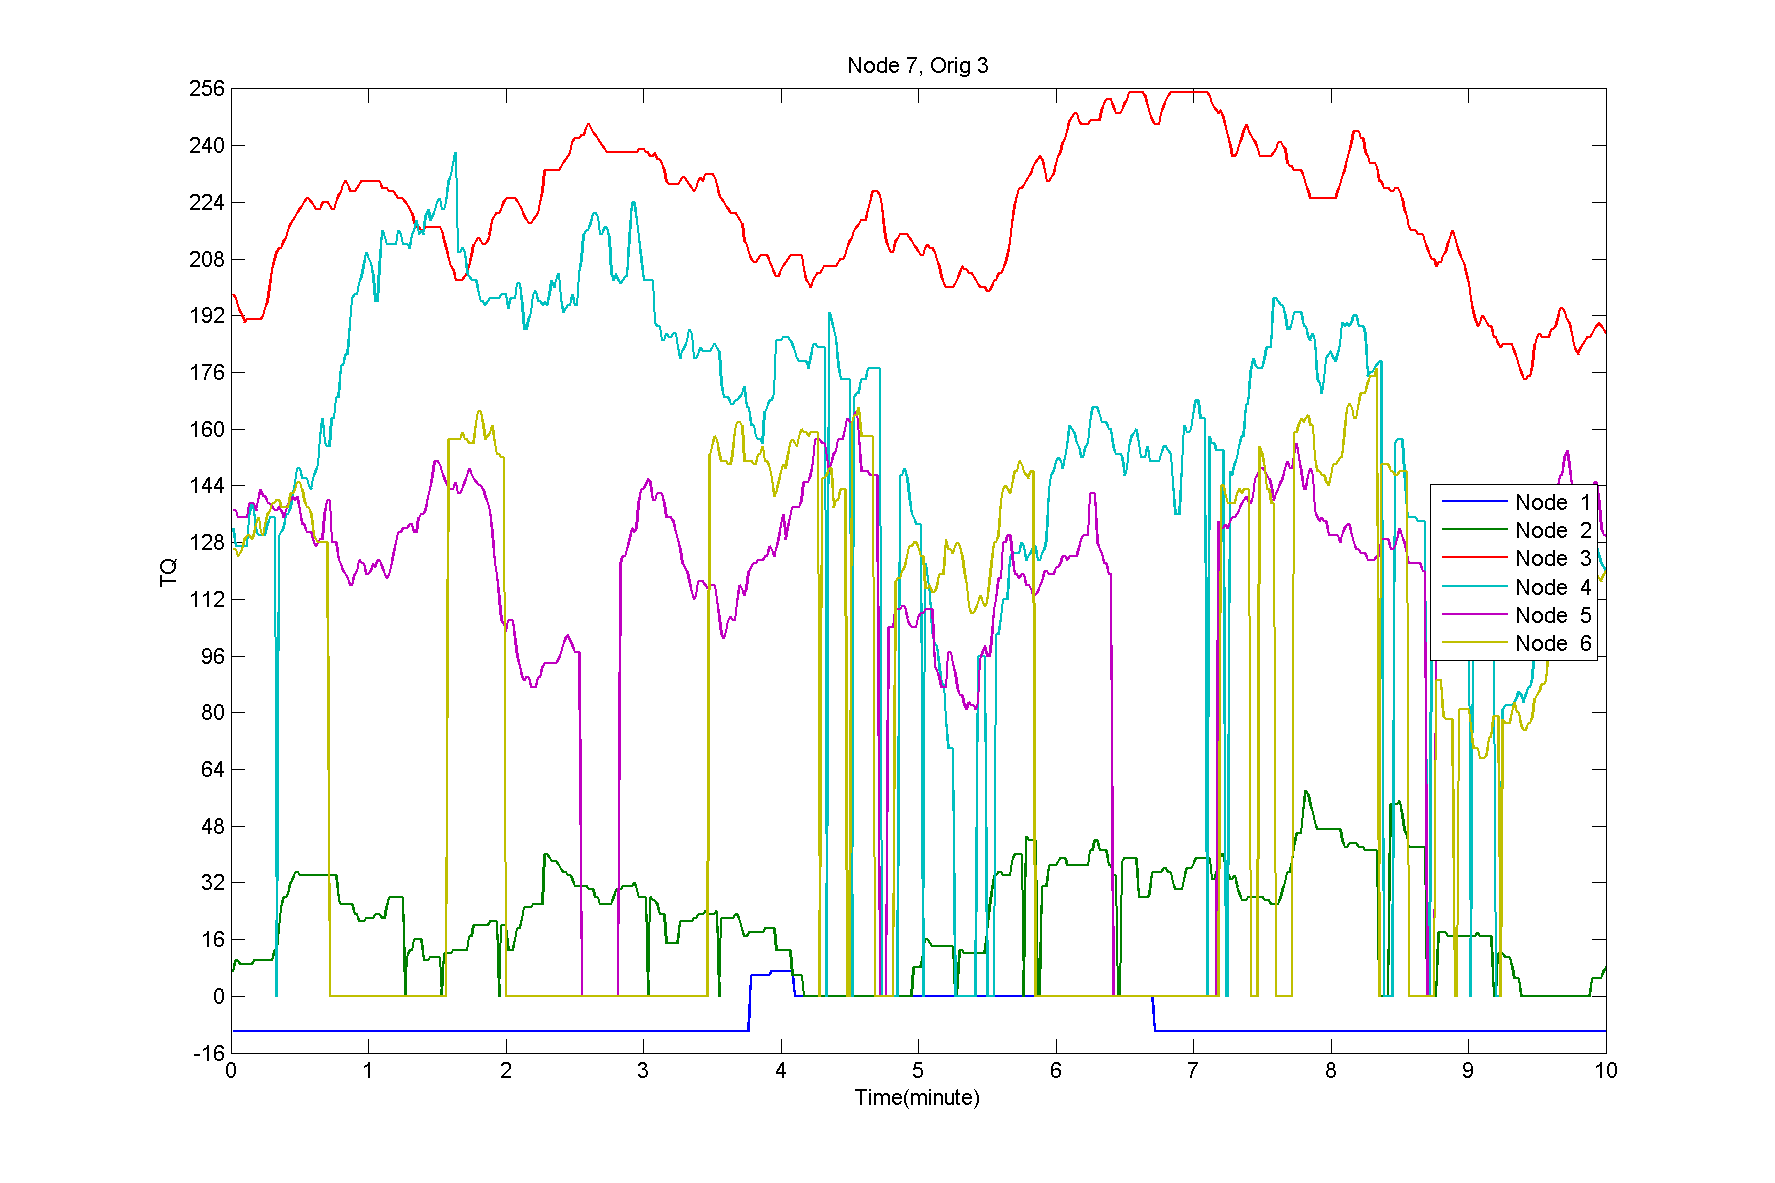 Node 7, Orig 3
256
240
224
208
192
176
160
144
128
112
96
80
64
48
32
16
0
-16
TQ
Node 1
Node 2
Node 3
Node 4
Node 5
Node 6
0 1 2 3 4 5 6 7 8 9 10
Time(minute)